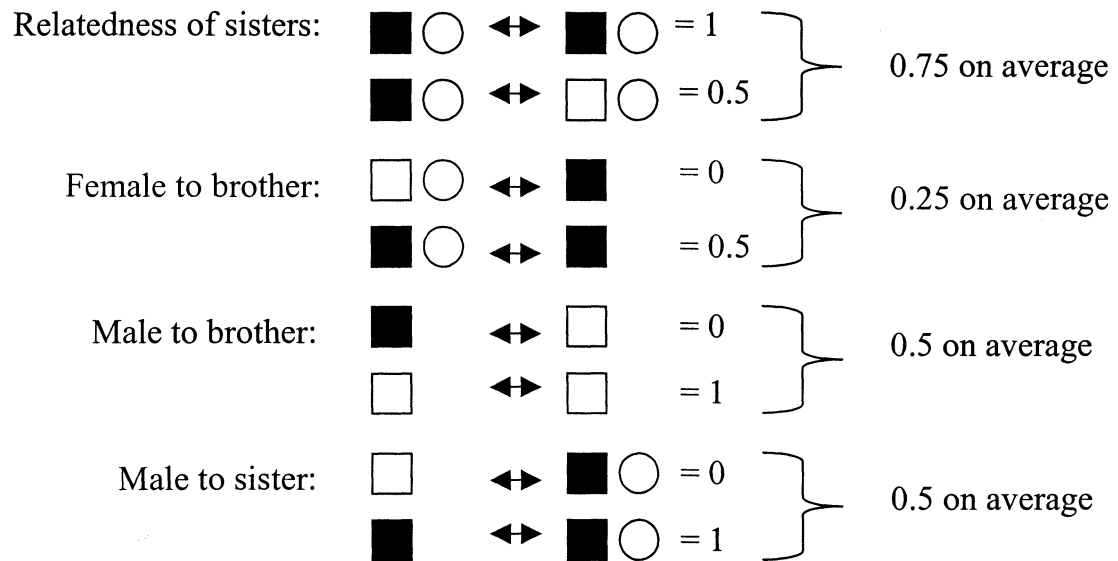 Relatedness of sisters: = 1
= 0.5
0.75 on average
Female to brother: = 0
= 0.5
0.25 on average
Male to brother: = 0
= 1
0.5 on average
Male to sister: = 0
= 1
0.5 on average